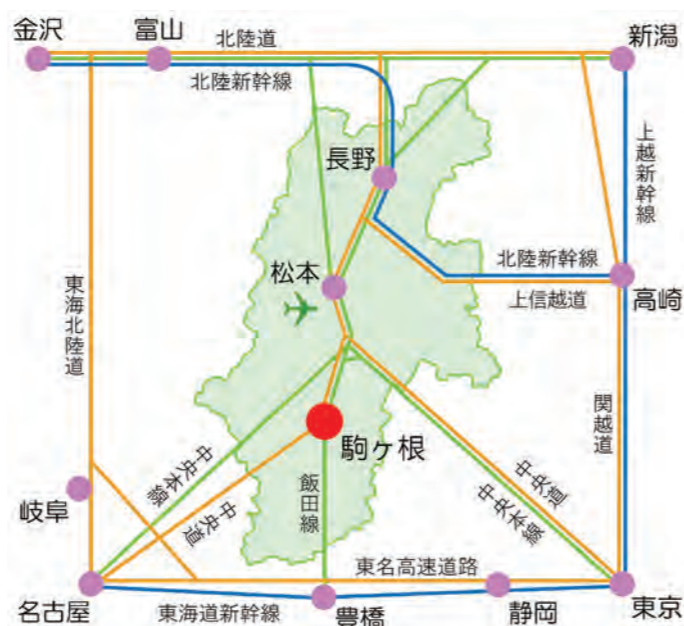 金沢
富山
北陸道
新潟
北陸新幹線
上越新幹線
長野
松本
北陸新幹線
上信越道
高崎
東海北陸道
関越道
駒ヶ根
中央本線
中央道
飯田線
中央道
中央本線
岐阜
東名高速道路
名古屋
東海道新幹線
豊橋
静岡
東京